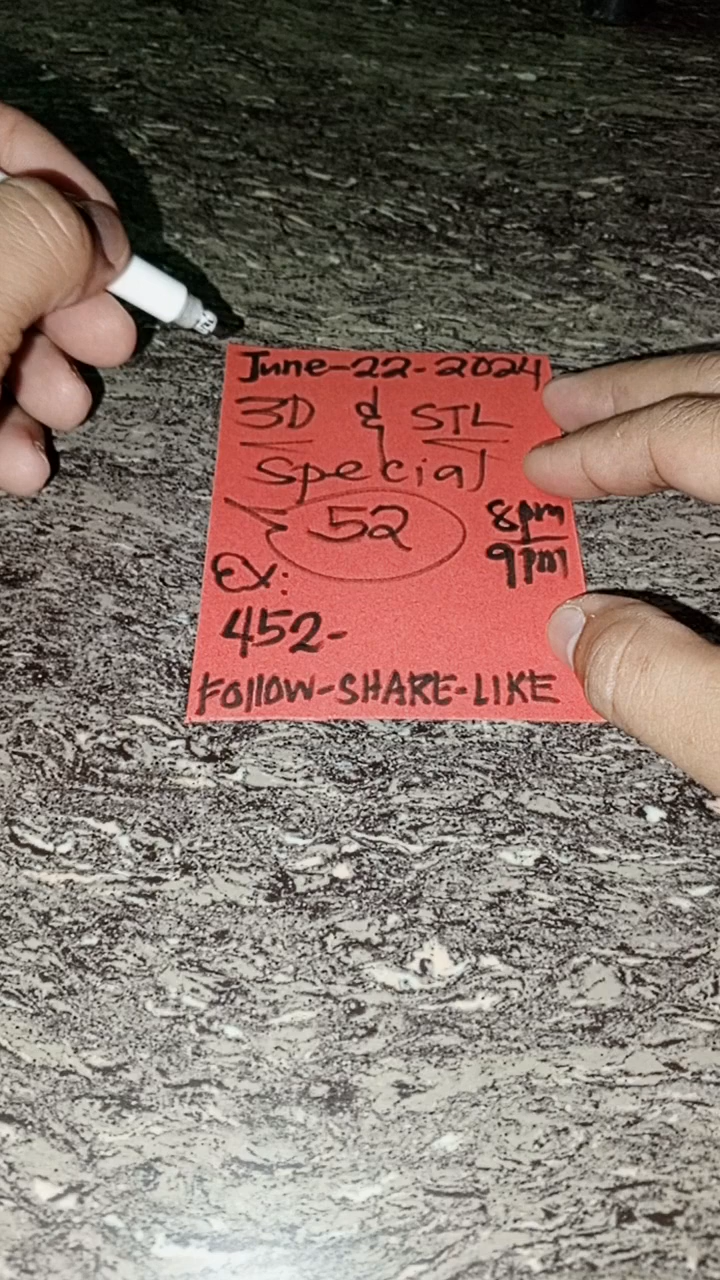 June-22-2024
3D & STL
Special
52
8pm
9pm
Ex:
452-
FOllOW-SHARE-LIKE